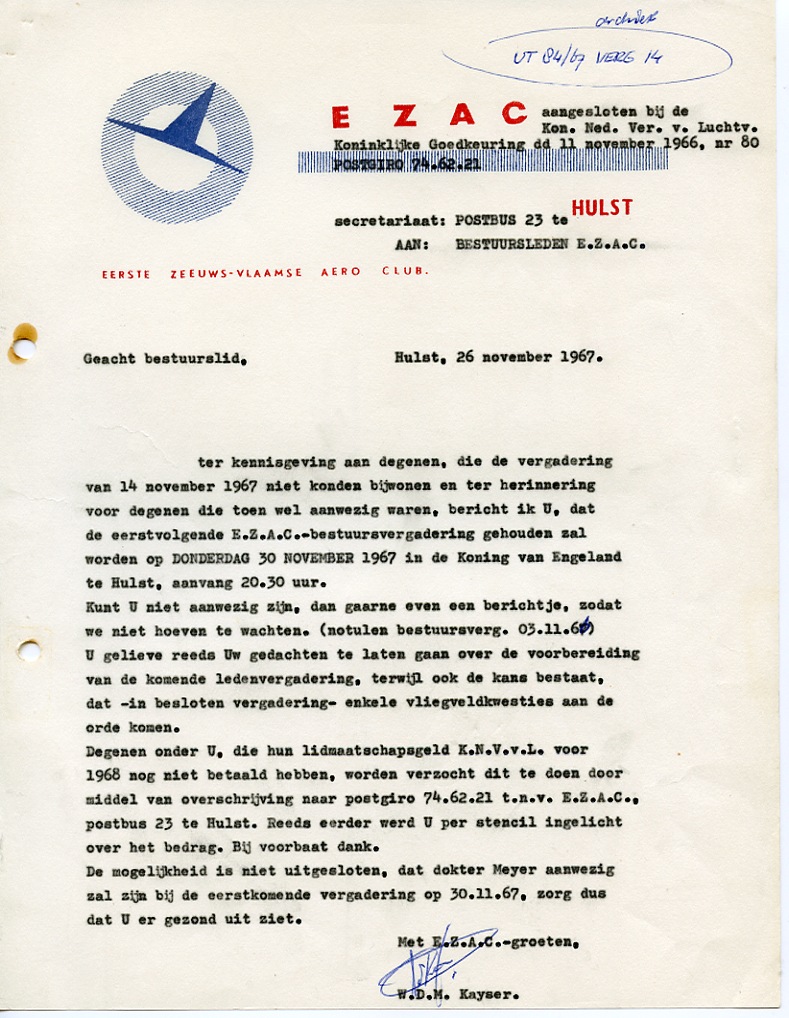 archief
UT 84/67 VERG 14
E Z A C aangesloten bij de
Kon. Ned. Ver. v. Luchtv.
Koninklijke Goedkeuring dd 11 november 1966, nr 80
POSTGIRO 74.62.21
secretariaat: POSTBUS 23 te HULST
AAN: BESTUURSLEDEN E.Z.A.C.
EERSTE ZEEUWS-VLAAMSE AERO CLUB.
Geacht bestuurslid, Hulst, 26 november 1967.
ter kennisgeving aan degenen, die de vergadering
van 14 november 1967 niet konden bijwonen en ter herinnering
voor degenen die toen wel aanwezig waren, bericht ik U, dat
de eerstvolgende E.Z.A.C.-bestuursvergadering gehouden zal
worden op DONDERDAG 30 NOVEMBER 1967 in de Koning van Engeland
te Hulst, aanvang 20.30 uur.
Kunt U niet aanwezig zijn, dan gaarne even een berichtje, zodat
we niet hoeven te wachten. (notulen bestuursverg. 03.11.66)
U gelieve reeds Uw gedachten te laten gaan over de voorbereiding
van de komende ledenvergadering, terwijl ook de kans bestaat,
dat -in besloten vergadering- enkele vliegveldkwesties aan de
orde komen.
Degenen onder U, die hun lidmaatschapsgeld K.N.V.v.L. voor
1968 nog niet betaald hebben, worden verzocht dit te doen door
middel van overschrijving naar postgiro 74.62.21 t.n.v. E.Z.A.C.,
postbus 23 te Hulst. Reeds eerder werd U per stencil ingelicht
over het bedrag. Bij voorbaat dank.
De mogelijkheid is niet uitgesloten, dat dokter Meyer aanwezig
zal zijn bij de eerstkomende vergadering op 30.11.67, zorg dus
dat U er gezond uit ziet.
Met E.Z.A.C.-groeten,
W.D.M. Kayser.